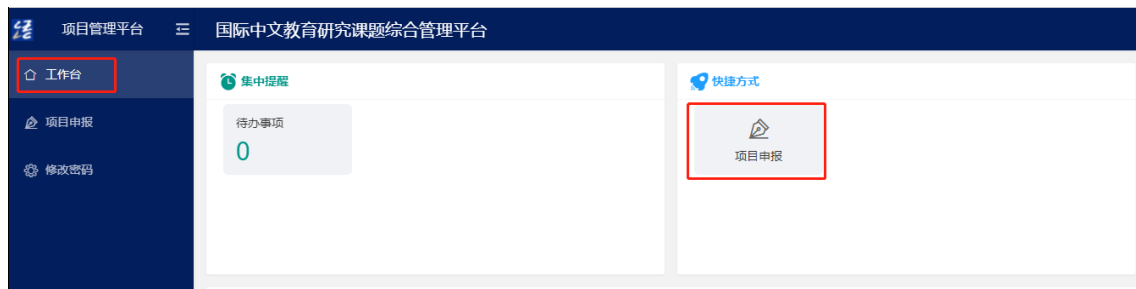 项目管理平台
国际中文教育研究课题综合管理平台
工作台
项目申报
修改密码
集中提醒
待办事项
0
快捷方式
项目申报